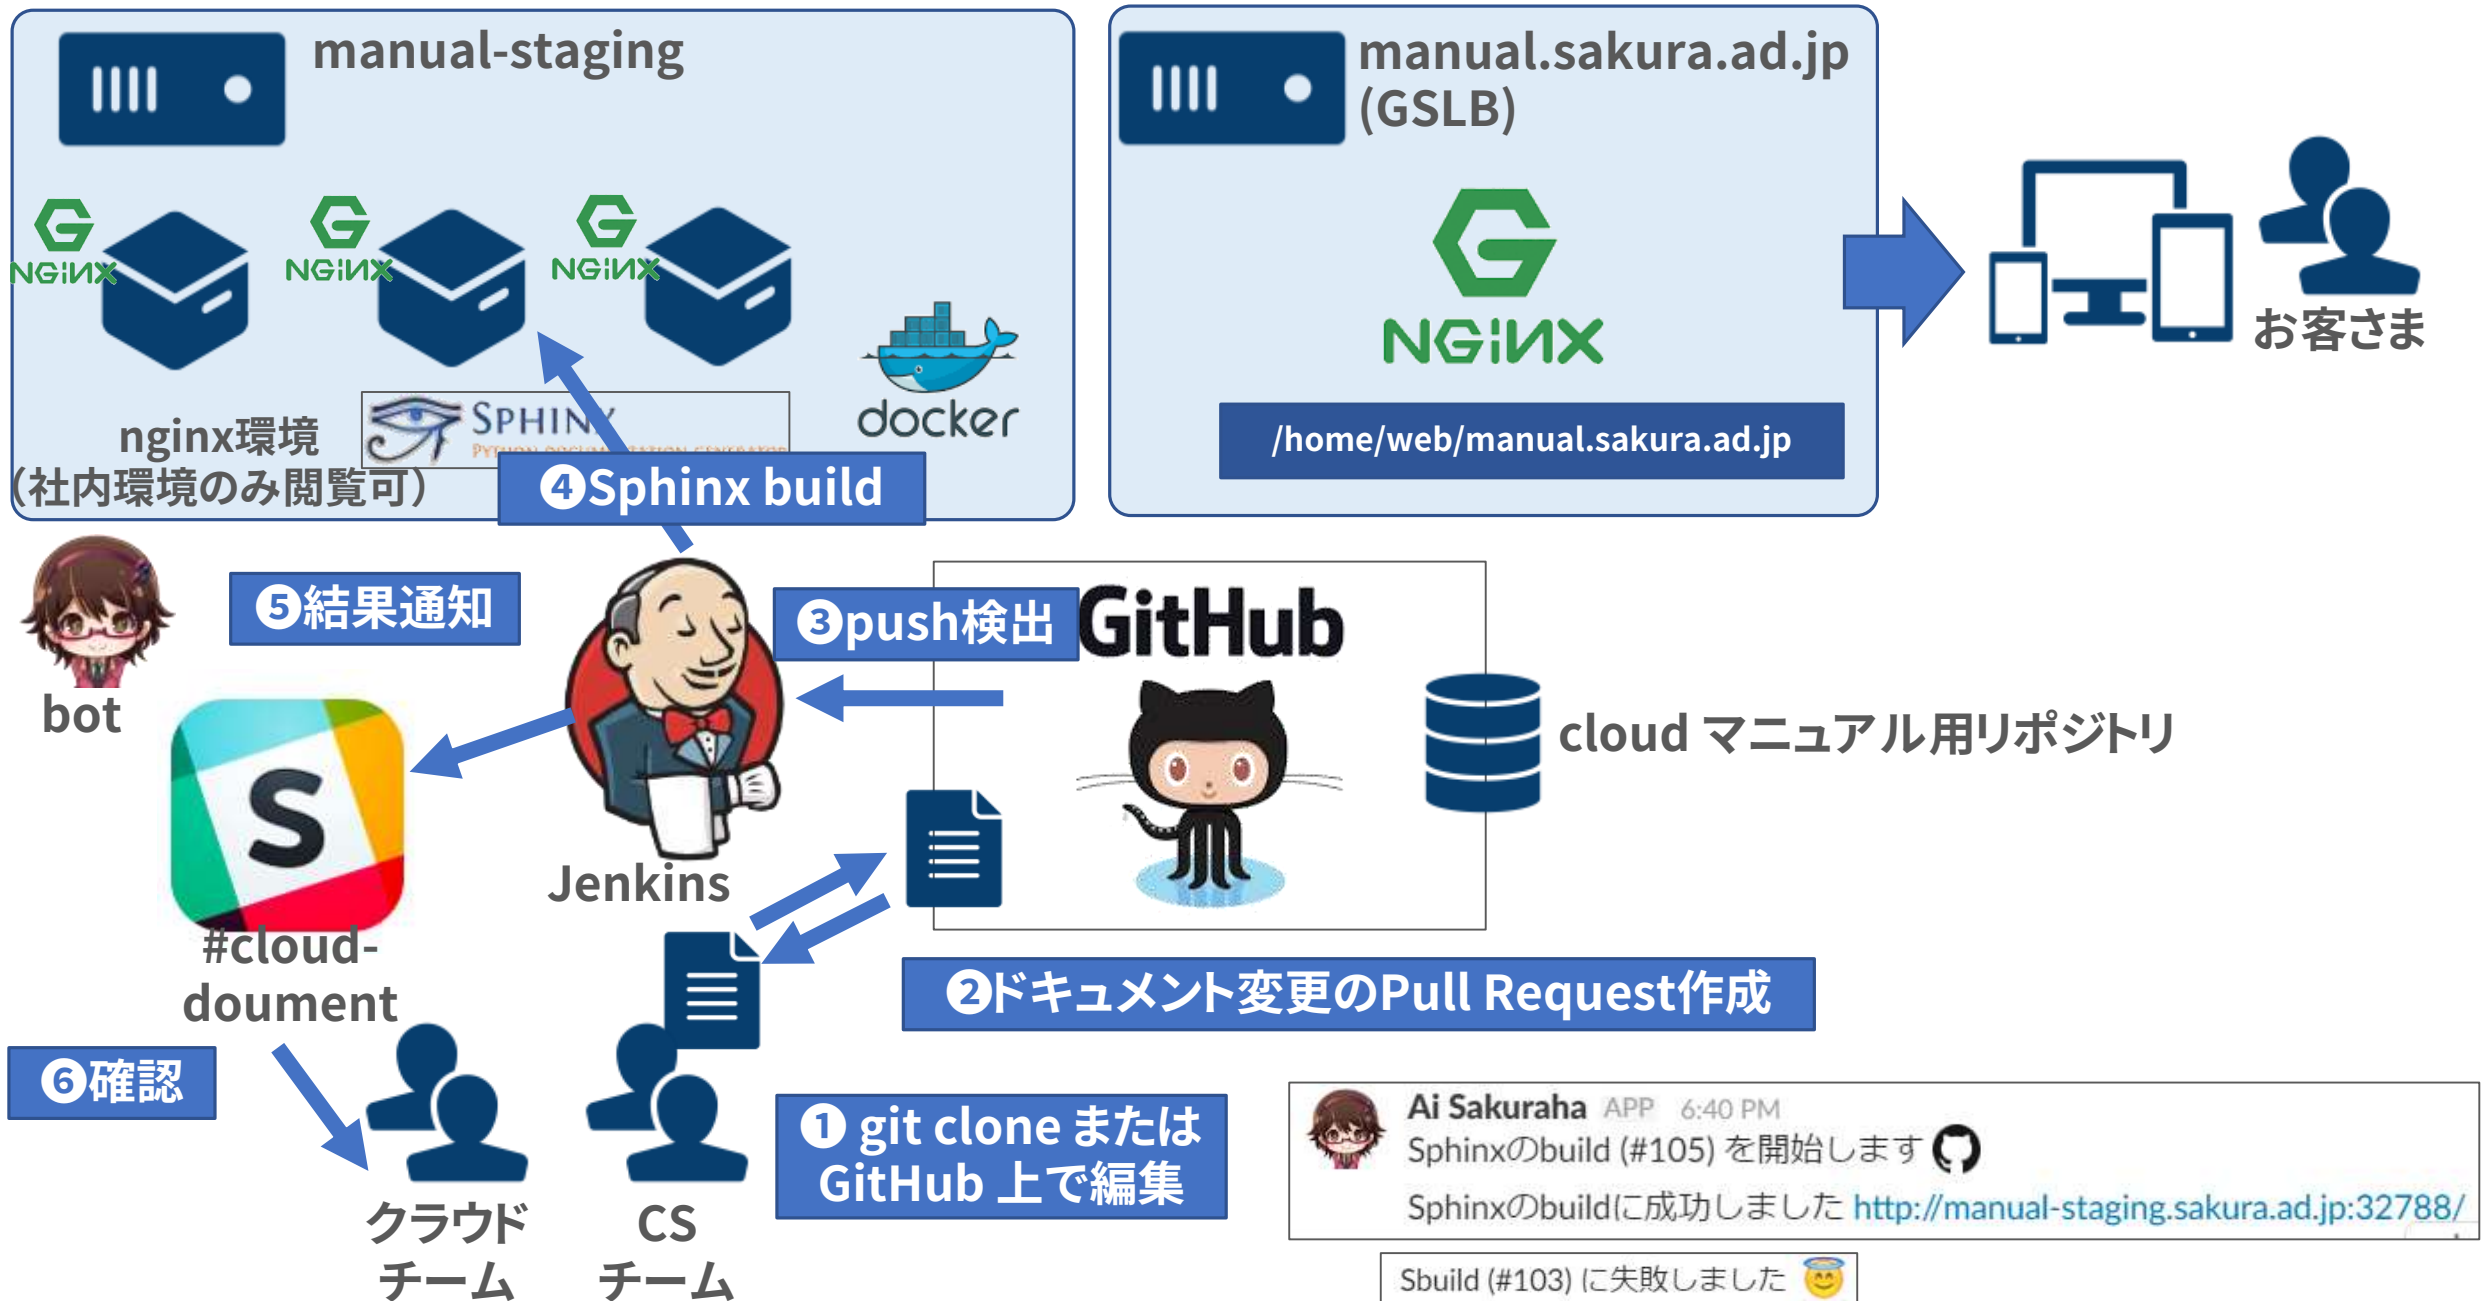 manual-staging
NGINX
NGINX
NGINX
docker
nginx環境
（社内環境のみ閲覧可）
SPHINX
❹Sphinx build
manual.sakura.ad.jp
(GSLB)
NGINX
/home/web/manual.sakura.ad.jp
お客さま
bot
❺結果通知
❸push検出
GitHub
cloud マニュアル用リポジトリ
S
Jenkins
#cloud-
doument
❷ドキュメント変更のPull Request作成
❻確認
❶ git clone または
GitHub 上で編集
クラウド
チーム
CS
チーム
Ai Sakuraha APP 6:40 PM
Sphinxのbuild (#105) を開始します
Sphinxのbuildに成功しました http://manual-staging.sakura.ad.jp:32788/
Sbuild (#103) に失敗しました